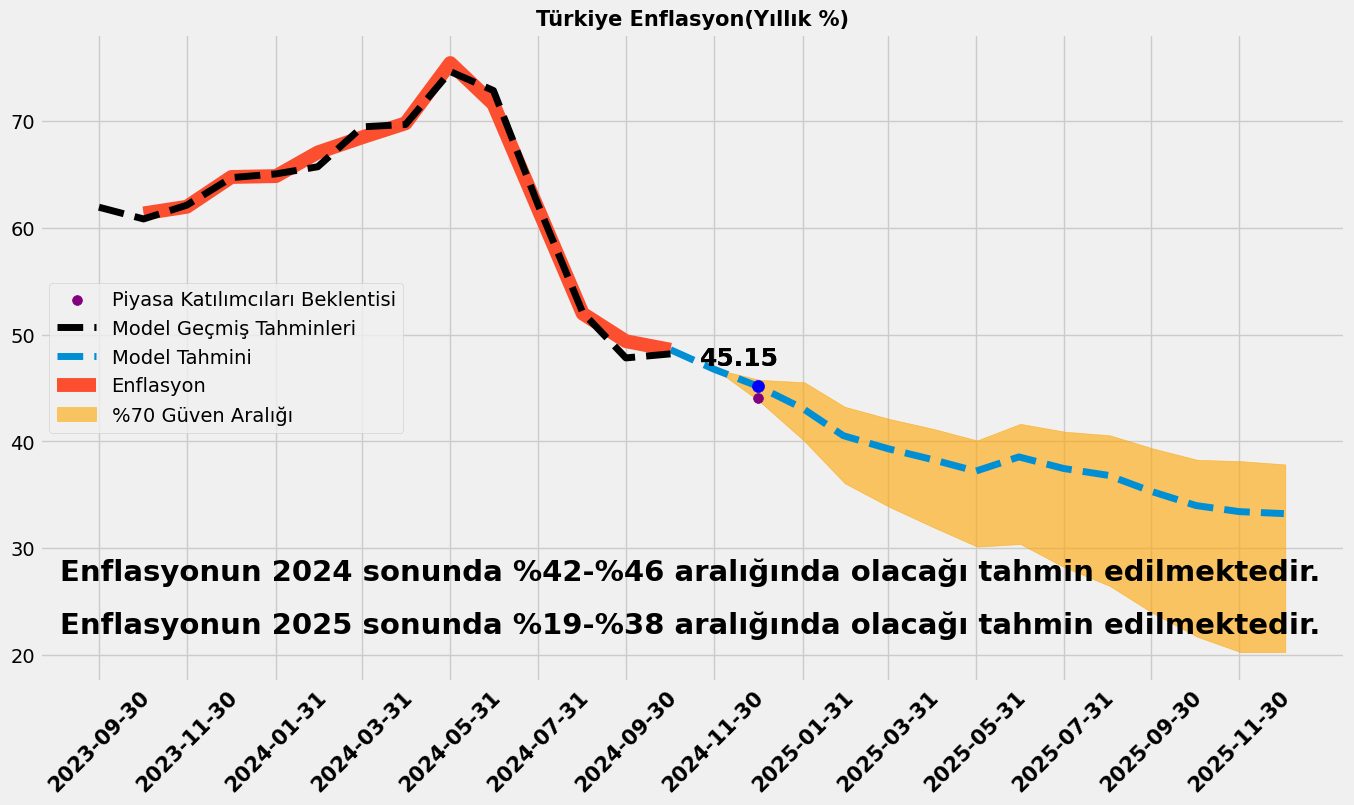 Türkiye Enflasyon(Yıllık %)
70
60
50
40
30
20
Piyasa Katılımcıları Beklentisi
Model Geçmiş Tahminleri
Model Tahmini
Enflasyon
%70 Güven Aralığı
45.15
Enflasyonun 2024 sonunda %42-%46 aralığında olacağı tahmin edilmektedir.
Enflasyonun 2025 sonunda %19-%38 aralığında olacağı tahmin edilmektedir.
2023-09-30
2023-11-30
2024-01-31
2024-03-31
2024-05-31
2024-07-31
2024-09-30
2024-11-30
2025-01-31
2025-03-31
2025-05-31
2025-07-31
2025-09-30
2025-11-30